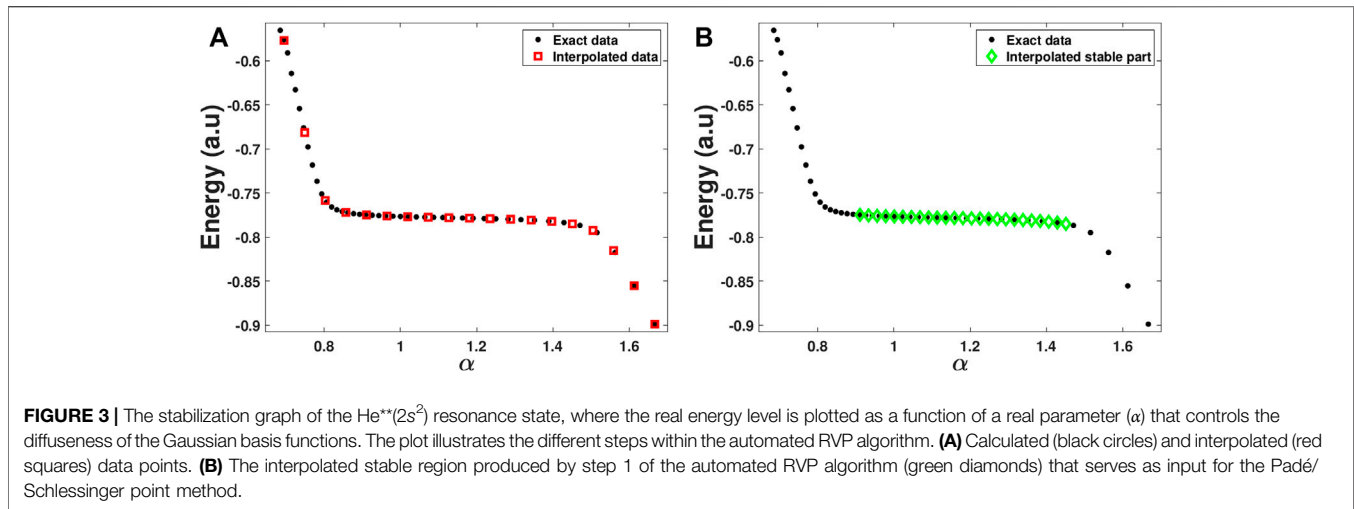 A
Exact data
Interpolated data
Energy (a.u)
-0.6
-0.65
-0.7
-0.75
-0.8
-0.85
-0.9
0.8 1 1.2 1.4 1.6
α
B
Exact data
Interpolated stable part
Energy (a.u)
-0.6
-0.65
-0.7
-0.75
-0.8
-0.85
-0.9
0.8 1 1.2 1.4 1.6
α
FIGURE 3 | The stabilization graph of the He**(2s²) resonance state, where the real energy level is plotted as a function of a real parameter (α) that controls the
diffuseness of the Gaussian basis functions. The plot illustrates the different steps within the automated RVP algorithm. (A) Calculated (black circles) and interpolated (red
squares) data points. (B) The interpolated stable region produced by step 1 of the automated RVP algorithm (green diamonds) that serves as input for the Padé/
Schlessinger point method.